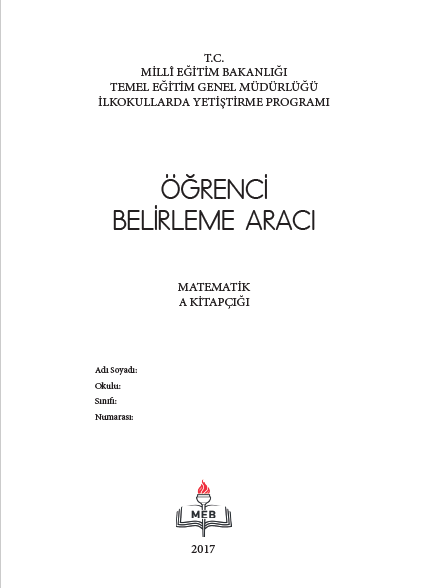 T.C.
MİLLÎ EĞİTİM BAKANLIĞI
TEMEL EĞİTİM GENEL MÜDÜRLÜĞÜ
İLKOKULLARDA YETİŞTİRME PROGRAMI
ÖĞRENCİ
BELİRLEME ARACI
MATEMATİK
A KİTAPÇIĞI
Adı Soyadı:
Okulu:
Sınıfı:
Numarası:
MEB
2017